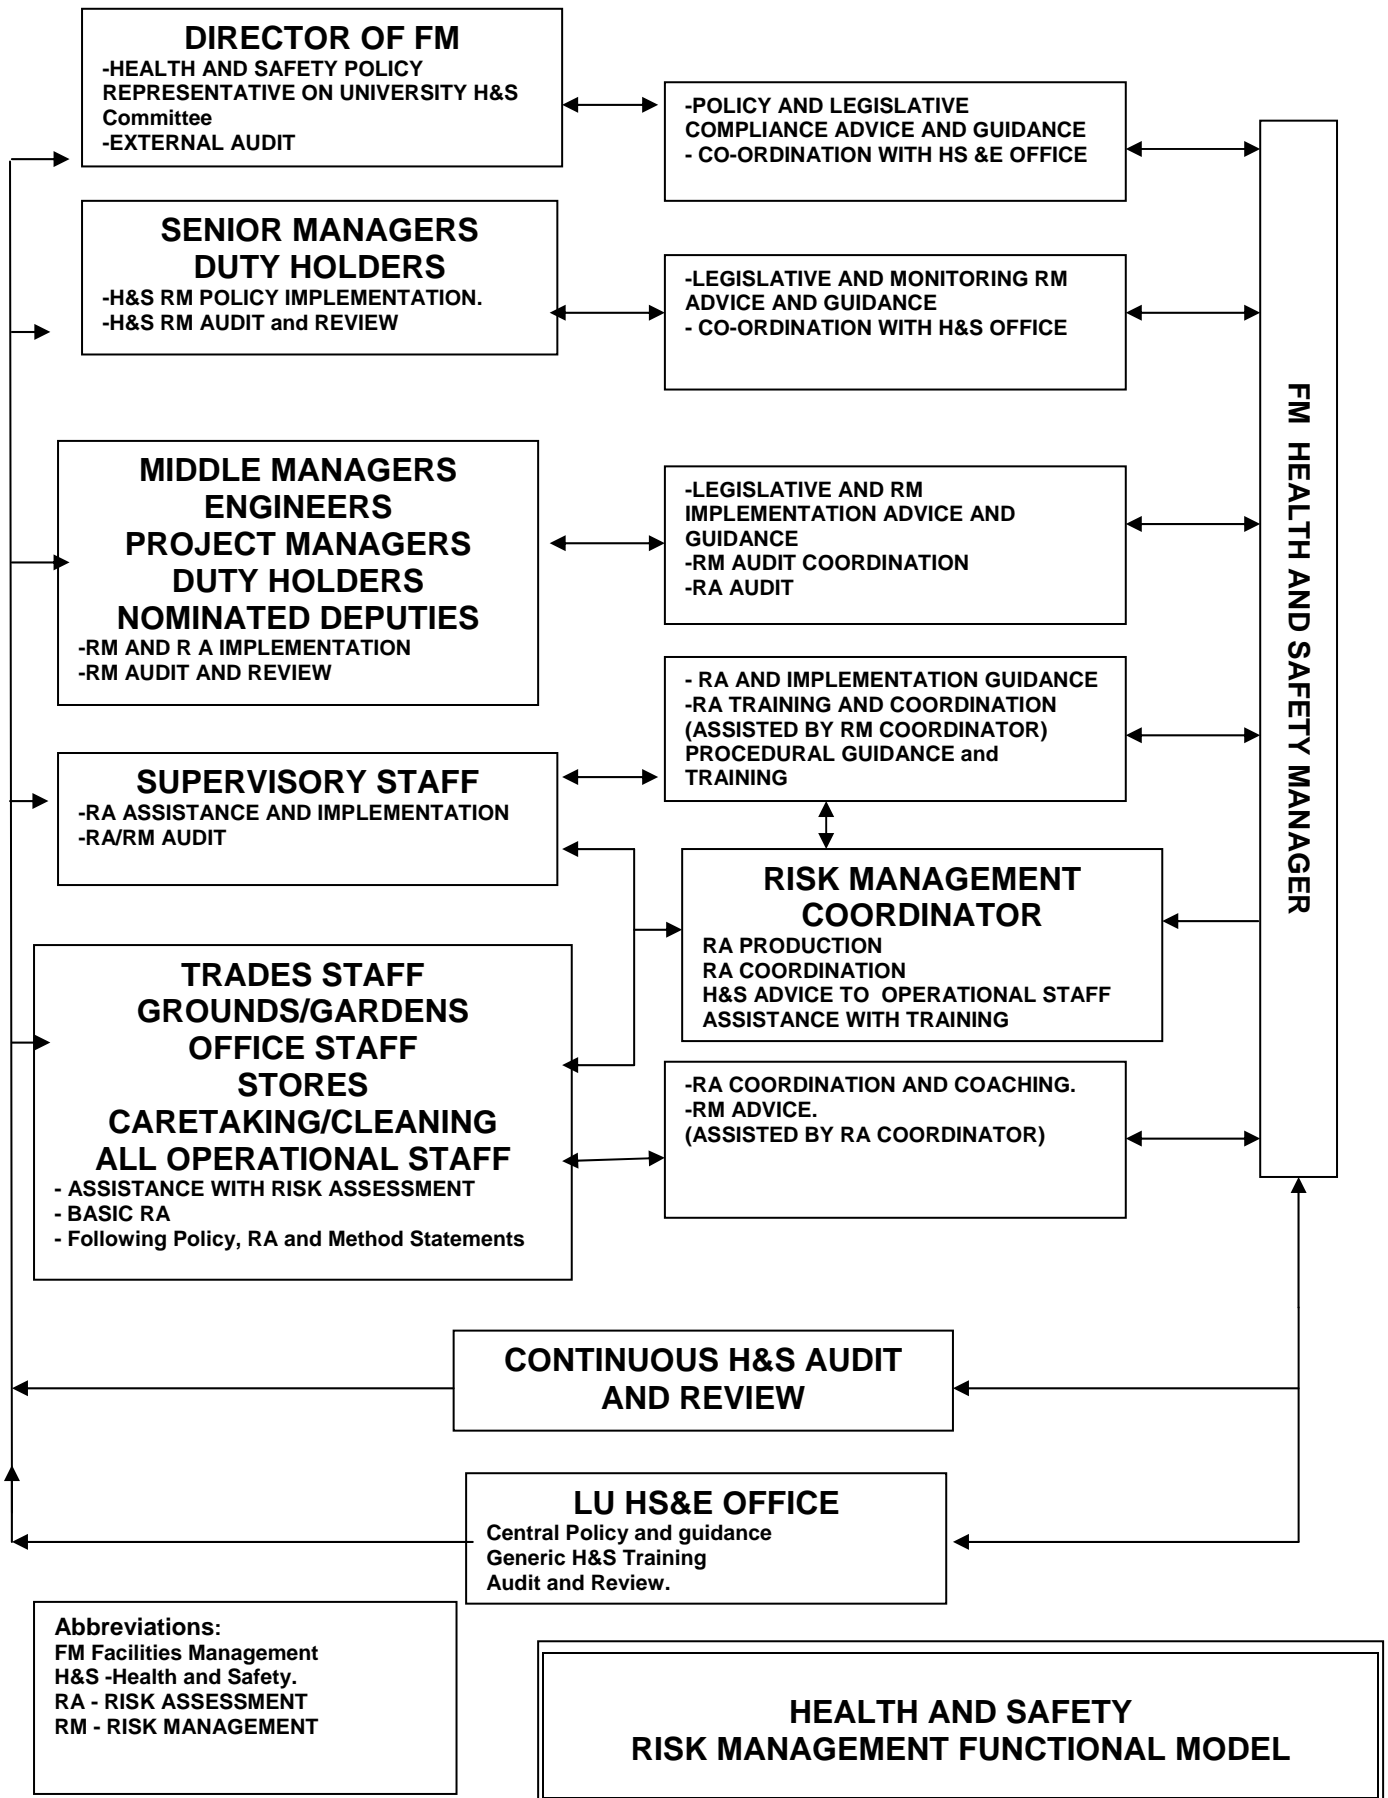 DIRECTOR OF FM
-HEALTH AND SAFETY POLICY
REPRESENTATIVE ON UNIVERSITY H&S
Committee
-EXTERNAL AUDIT
-POLICY AND LEGISLATIVE
COMPLIANCE ADVICE AND GUIDANCE
- CO-ORDINATION WITH HS &E OFFICE
SENIOR MANAGERS
DUTY HOLDERS
-H&S RM POLICY IMPLEMENTATION.
-H&S RM AUDIT and REVIEW
-LEGISLATIVE AND MONITORING RM
ADVICE AND GUIDANCE
- CO-ORDINATION WITH H&S OFFICE
FM HEALTH AND SAFETY MANAGER
MIDDLE MANAGERS
ENGINEERS
PROJECT MANAGERS
DUTY HOLDERS
NOMINATED DEPUTIES
-RM AND R A IMPLEMENTATION
-RM AUDIT AND REVIEW
-LEGISLATIVE AND RM
IMPLEMENTATION ADVICE AND
GUIDANCE
-RM AUDIT COORDINATION
-RA AUDIT
- RA AND IMPLEMENTATION GUIDANCE
-RA TRAINING AND COORDINATION
(ASSISTED BY RM COORDINATOR)
PROCEDURAL GUIDANCE and
TRAINING
SUPERVISORY STAFF
-RA ASSISTANCE AND IMPLEMENTATION
-RA/RM AUDIT
RISK MANAGEMENT
COORDINATOR
RA PRODUCTION
RA COORDINATION
H&S ADVICE TO OPERATIONAL STAFF
ASSISTANCE WITH TRAINING
TRADES STAFF
GROUNDS/GARDENS
OFFICE STAFF
STORES
CARETAKING/CLEANING
ALL OPERATIONAL STAFF
- ASSISTANCE WITH RISK ASSESSMENT
- BASIC RA
- Following Policy, RA and Method Statements
-RA COORDINATION AND COACHING.
-RM ADVICE.
(ASSISTED BY RA COORDINATOR)
CONTINUOUS H&S AUDIT
AND REVIEW
LU HS&E OFFICE
Central Policy and guidance
Generic H&S Training
Audit and Review.
Abbreviations:
FM Facilities Management
H&S -Health and Safety.
RA - RISK ASSESSMENT
RM - RISK MANAGEMENT
HEALTH AND SAFETY
RISK MANAGEMENT FUNCTIONAL MODEL